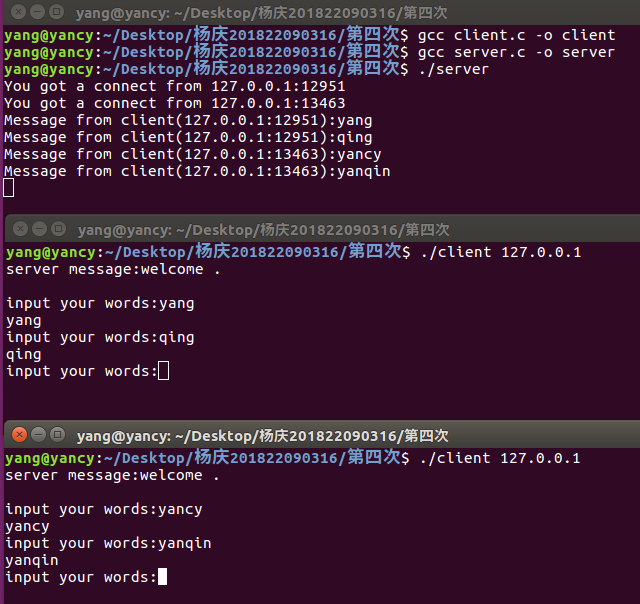 yang@yancy: ~/Desktop/杨庆201822090316/第四次
yang@yancy:~/Desktop/杨庆201822090316/第四次$ gcc client.c -o client
yang@yancy:~/Desktop/杨庆201822090316/第四次$ gcc server.c -o server
yang@yancy:~/Desktop/杨庆201822090316/第四次$ ./server
You got a connect from 127.0.0.1:12951
You got a connect from 127.0.0.1:13463
Message from client(127.0.0.1:12951):yang
Message from client(127.0.0.1:12951):qing
Message from client(127.0.0.1:13463):yancy
Message from client(127.0.0.1:13463):yanqin
yang@yancy: ~/Desktop/杨庆201822090316/第四次
yang@yancy:~/Desktop/杨庆201822090316/第四次$ ./client 127.0.0.1
server message:welcome .
input your words:yang
yang
input your words:qing
qing
input your words:
yang@yancy: ~/Desktop/杨庆201822090316/第四次
yang@yancy:~/Desktop/杨庆201822090316/第四次$ ./client 127.0.0.1
server message:welcome .
input your words:yancy
yancy
input your words:yanqin
yanqin
input your words: